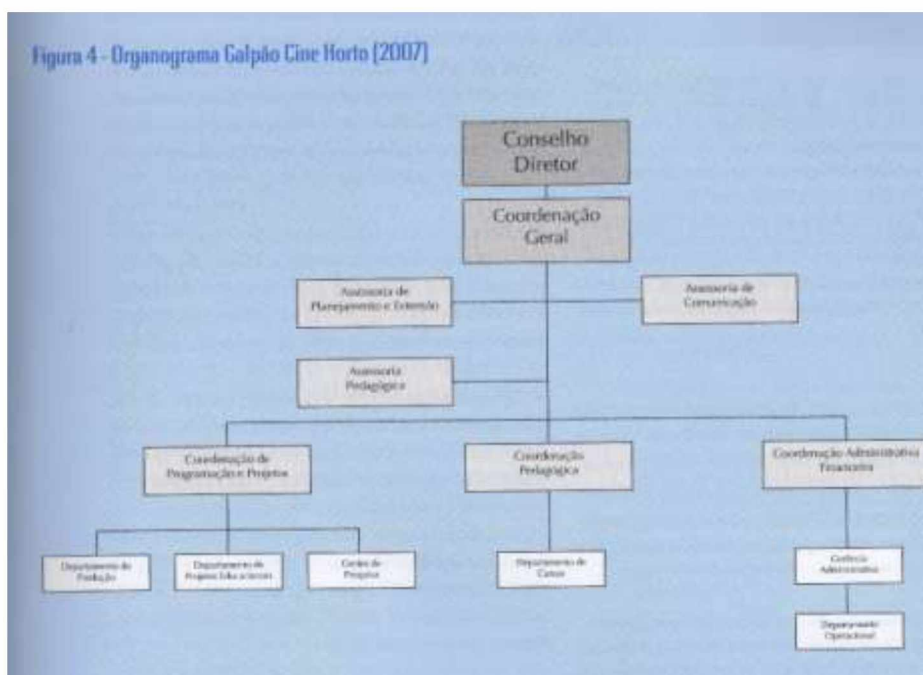 Figura 4 - Organograma Galpão Cine Horto (2007)
Conselho
Diretor
Coordenação
Geral
Assessoria de
Planejamento e Extensão
Assessoria de
Comunicação
Assessoria
Pedagógica
Coordenação de
Programação e Projetos
Coordenação
Pedagógica
Coordenação Administrativa
Financeira
Departamento de
Produção
Departamento de
Projetos Educacionais
Centro de
Pesquisa
Departamento de
Cursos
Gerência
Administrativa
Departamento
Operacional